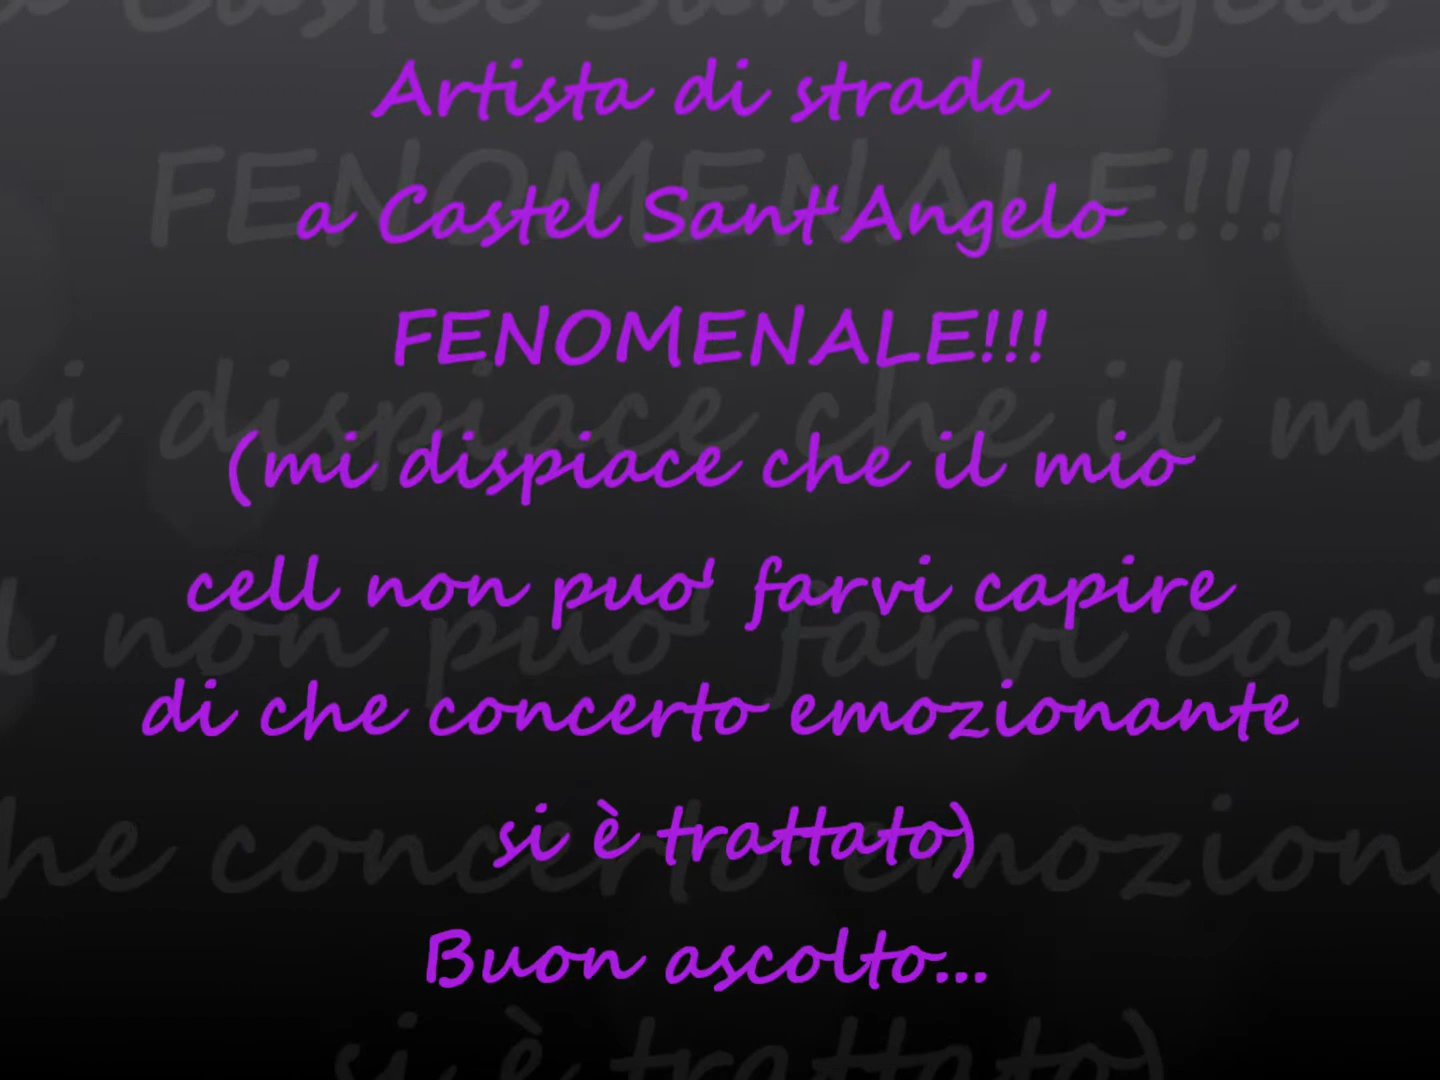 Artista di strada
a Castel Sant'Angelo
FENOMENALE!!!
(mi dispiace che il mio
cell non puo' farvi capire
di che concerto emozionante
si è trattato)
Buon ascolto...